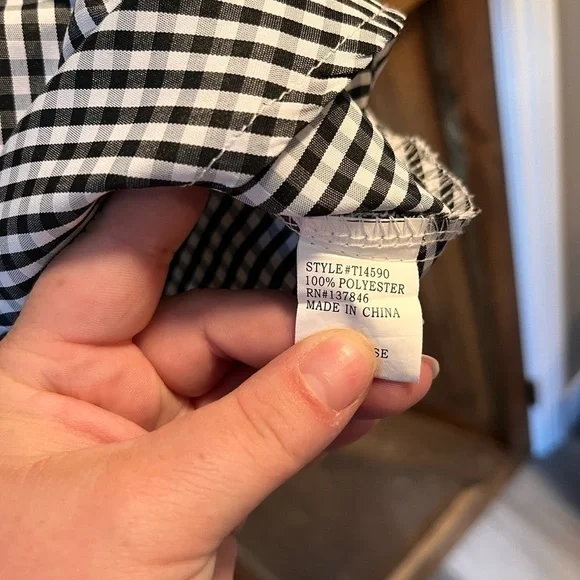 STYLE#T14590
100% POLYESTER
RN#137846
MADE IN CHINA